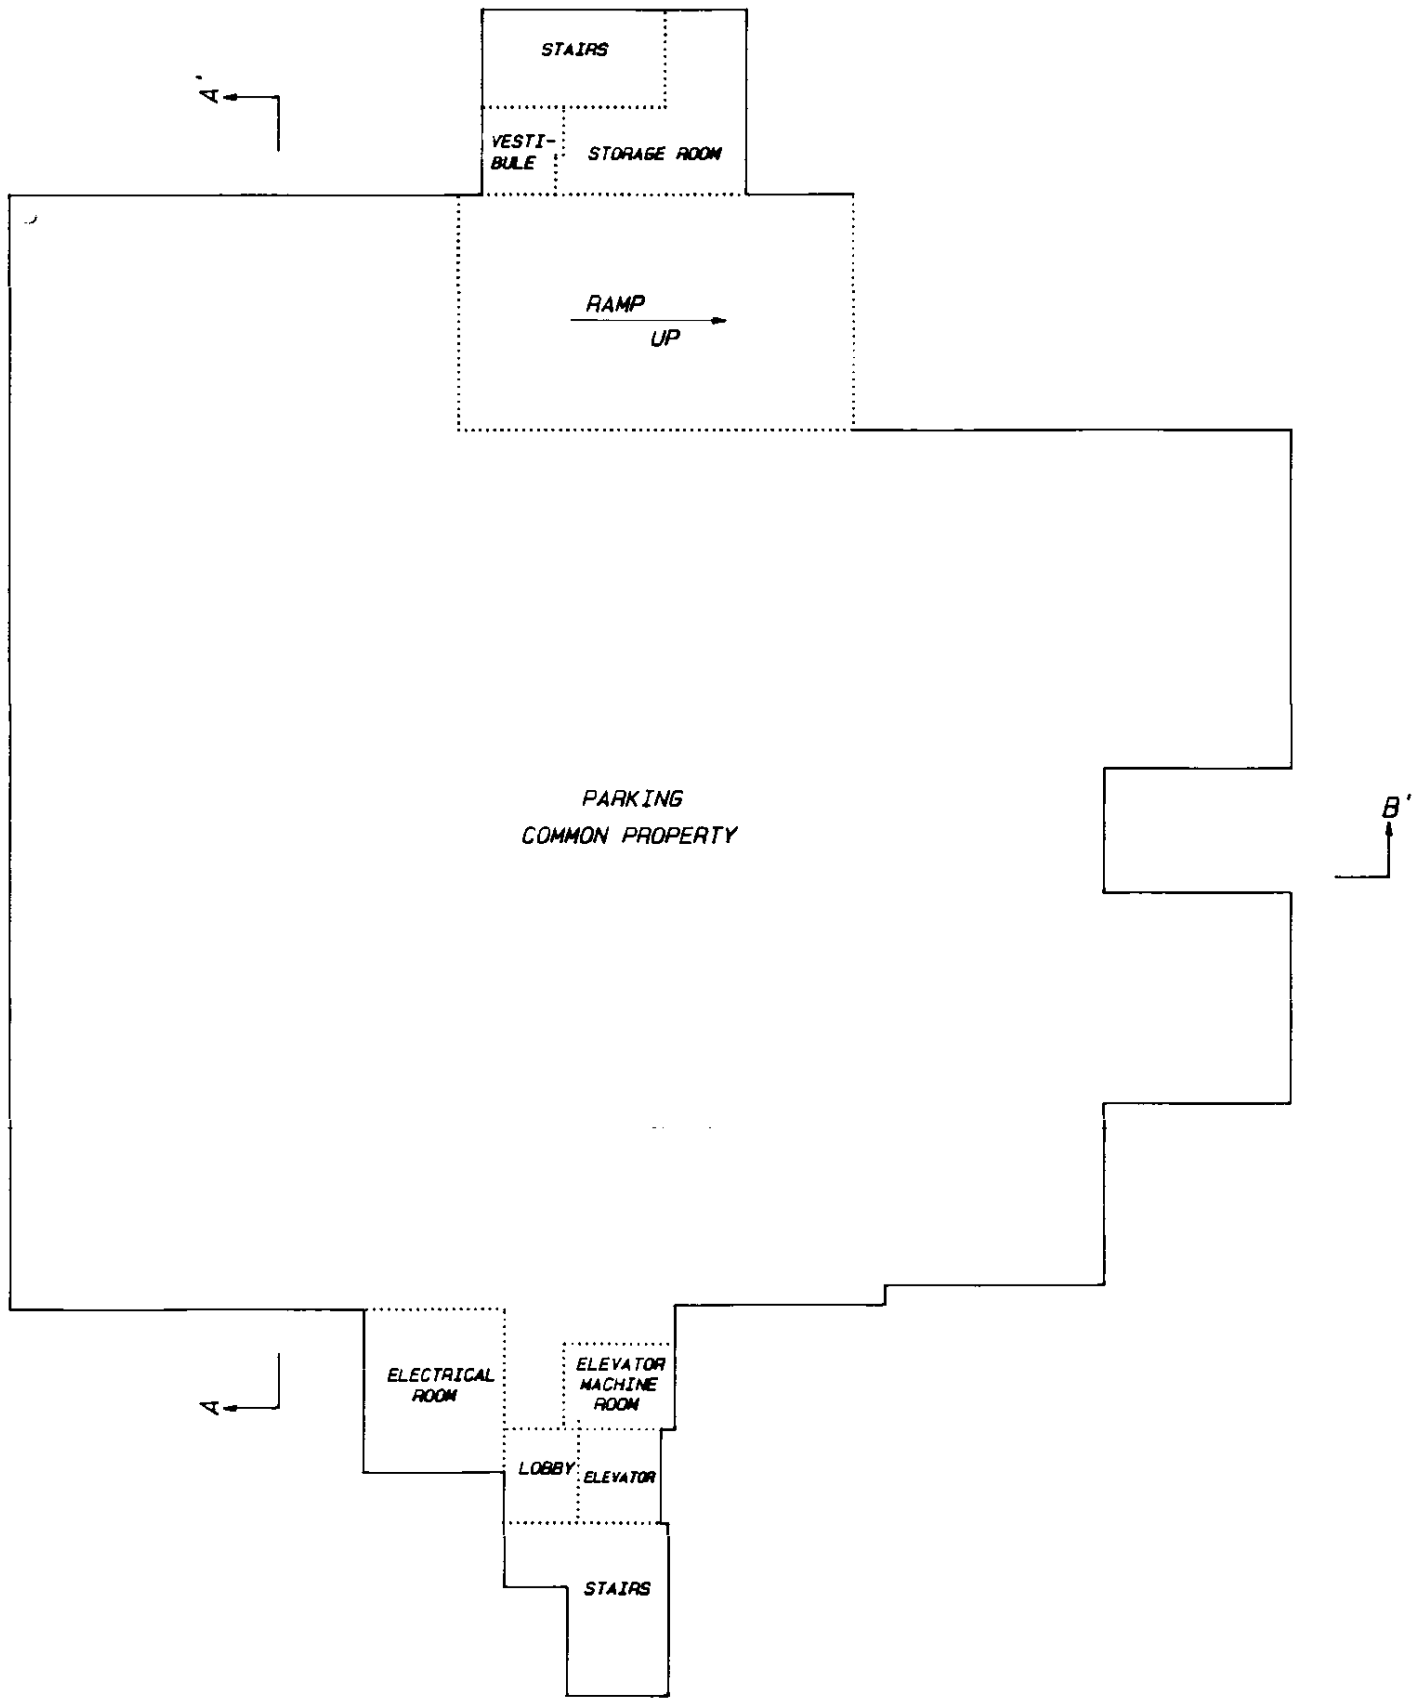 STAIRS
A'
VESTI-
BULE
STORAGE ROOM
RAMP
UP
PARKING
COMMON PROPERTY
B'
ELECTRICAL
ROOM
ELEVATOR
MACHINE
ROOM
A
LOBBY
ELEVATOR
STAIRS